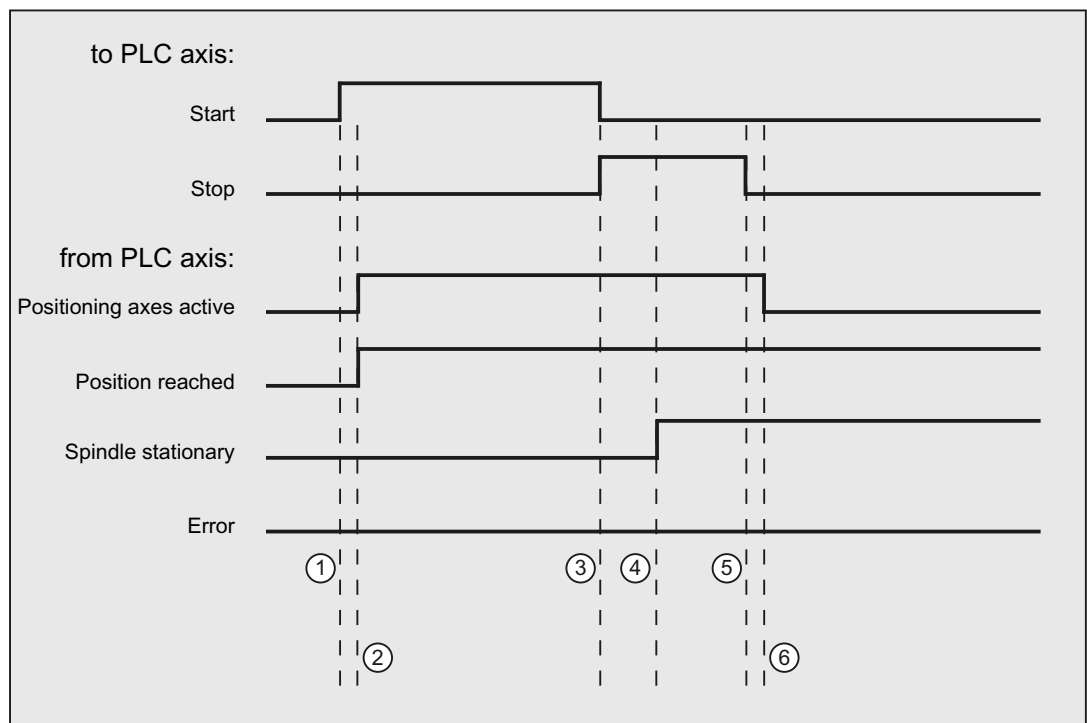 to PLC axis:
Start
Stop
from PLC axis:
Positioning axes active
Position reached
Spindle stationary
Error
1 3 4 5
2 6